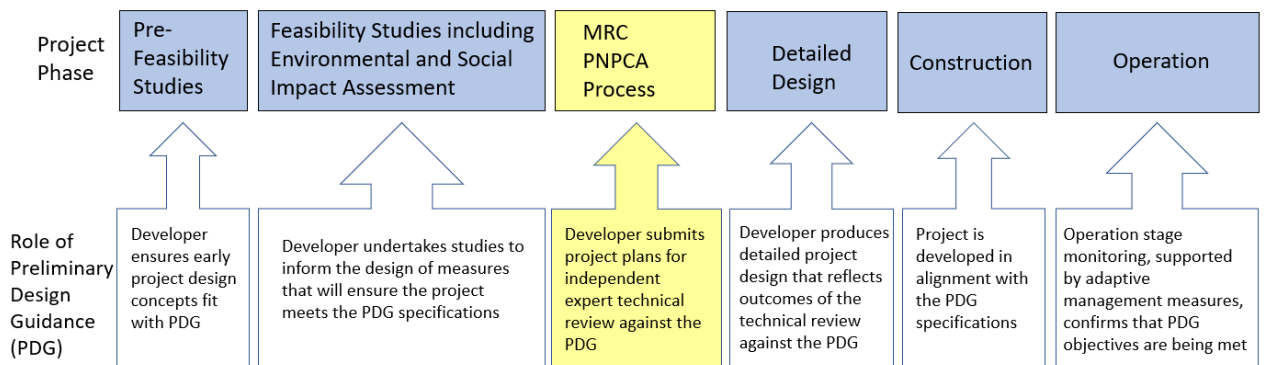 Project
Phase
Pre-
Feasibility
Studies
Feasibility Studies including
Environmental and Social
Impact Assessment
MRC
PNPCA
Process
Detailed
Design
Construction
Operation
Role of
Preliminary
Design
Guidance
(PDG)
Developer
ensures early
project design
concepts fit
with PDG
Developer undertakes studies to
inform the design of measures
that will ensure the project
meets the PDG specifications
Developer submits
project plans for
independent
expert technical
review against the
PDG
Developer produces
detailed project
design that reflects
outcomes of the
technical review
against the PDG
Project is
developed in
alignment with
the PDG
specifications
Operation stage
monitoring, supported
by adaptive
management measures,
confirms that PDG
objectives are being met